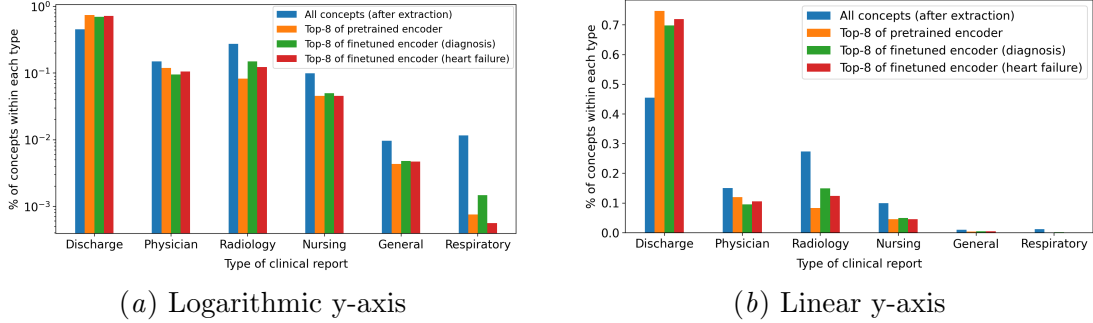 % of concepts within each type
10^0
10^-1
10^-2
10^-3
All concepts (after extraction)
Top-8 of pretrained encoder
Top-8 of finetuned encoder (diagnosis)
Top-8 of finetuned encoder (heart failure)
Discharge Physician Radiology Nursing General Respiratory
Type of clinical report
(a) Logarithmic y-axis
% of concepts within each type
0.7
0.6
0.5
0.4
0.3
0.2
0.1
0.0
All concepts (after extraction)
Top-8 of pretrained encoder
Top-8 of finetuned encoder (diagnosis)
Top-8 of finetuned encoder (heart failure)
Discharge Physician Radiology Nursing General Respiratory
Type of clinical report
(b) Linear y-axis